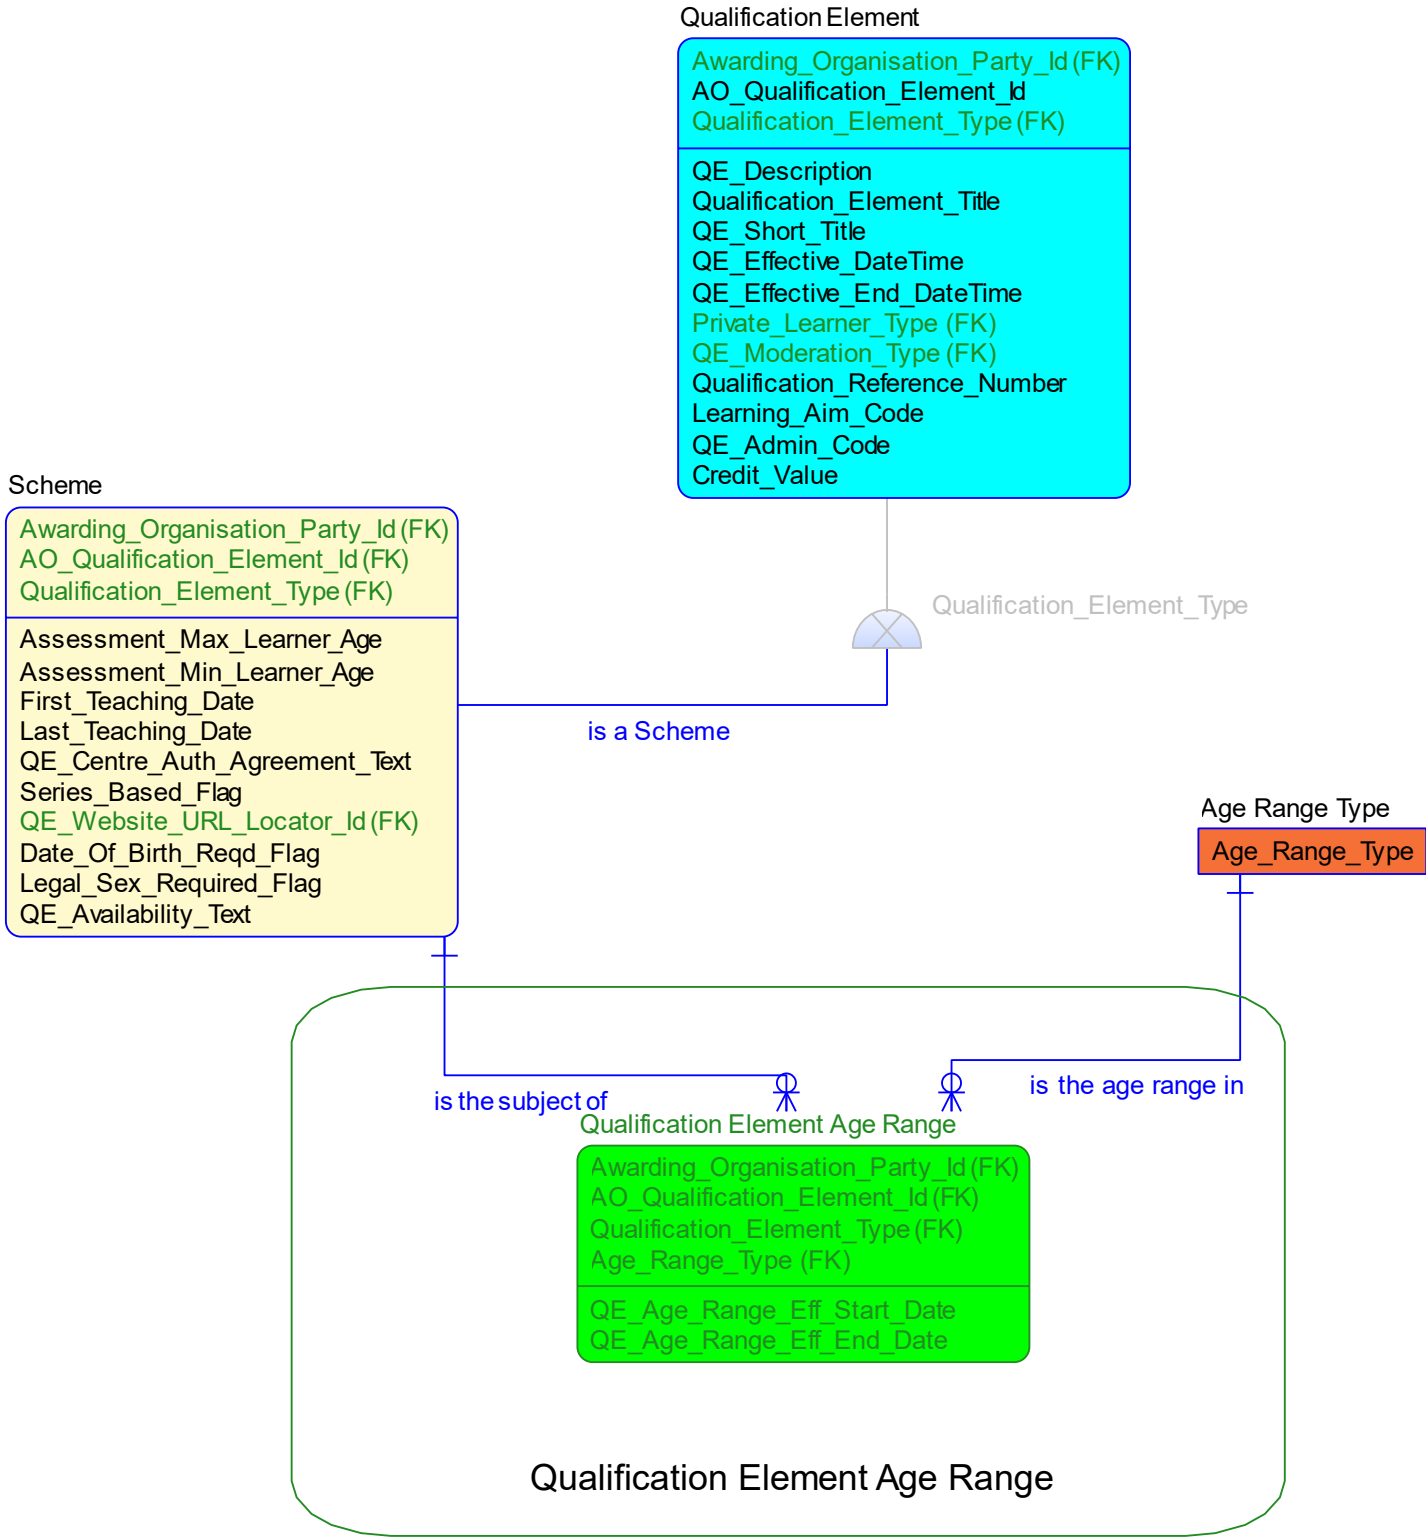 Qualification Element
Awarding_Organisation_Party_Id (FK)
AO_Qualification_Element_Id
Qualification_Element_Type (FK)
QE_Description
Qualification_Element_Title
QE_Short_Title
QE_Effective_DateTime
QE_Effective_End_DateTime
Private_Learner_Type (FK)
QE_Moderation_Type (FK)
Qualification_Reference_Number
Learning_Aim_Code
QE_Admin_Code
Credit_Value
Scheme
Awarding_Organisation_Party_Id (FK)
AO_Qualification_Element_Id (FK)
Qualification_Element_Type (FK)
Assessment_Max_Learner_Age
Assessment_Min_Learner_Age
First_Teaching_Date
Last_Teaching_Date
QE_Centre_Auth_Agreement_Text
Series_Based_Flag
QE_Website_URL_Locator_Id (FK)
Date_Of_Birth_Reqd_Flag
Legal_Sex_Required_Flag
QE_Availability_Text
Qualification_Element_Type
is a Scheme
Age Range Type
Age_Range_Type
is the subject of
is the age range in
Qualification Element Age Range
Awarding_Organisation_Party_Id (FK)
AO_Qualification_Element_Id (FK)
Qualification_Element_Type (FK)
Age_Range_Type (FK)
QE_Age_Range_Eff_Start_Date
QE_Age_Range_Eff_End_Date
Qualification Element Age Range